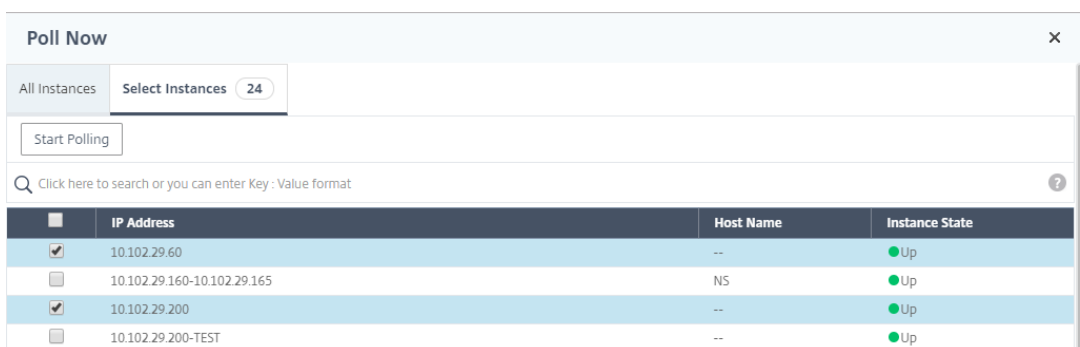 Poll Now ×
All Instances Select Instances 24
Start Polling
Click here to search or you can enter Key : Value format ?
IP Address Host Name Instance State
10.102.29.60 -- Up
10.102.29.160-10.102.29.165 NS Up
10.102.29.200 -- Up
10.102.29.200-TEST -- Up